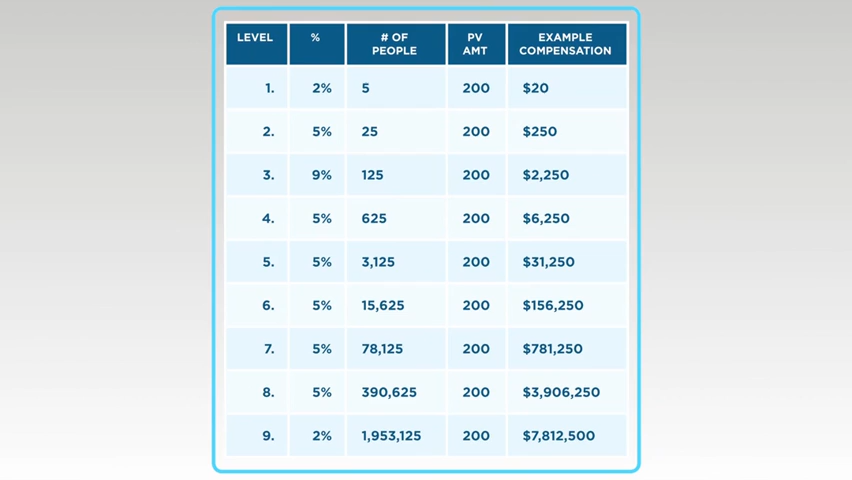 LEVEL % # OF PEOPLE PV AMT EXAMPLE COMPENSATION
1. 2% 5 200 $20
2. 5% 25 200 $250
3. 9% 125 200 $2,250
4. 5% 625 200 $6,250
5. 5% 3,125 200 $31,250
6. 5% 15,625 200 $156,250
7. 5% 78,125 200 $781,250
8. 5% 390,625 200 $3,906,250
9. 2% 1,953,125 200 $7,812,500